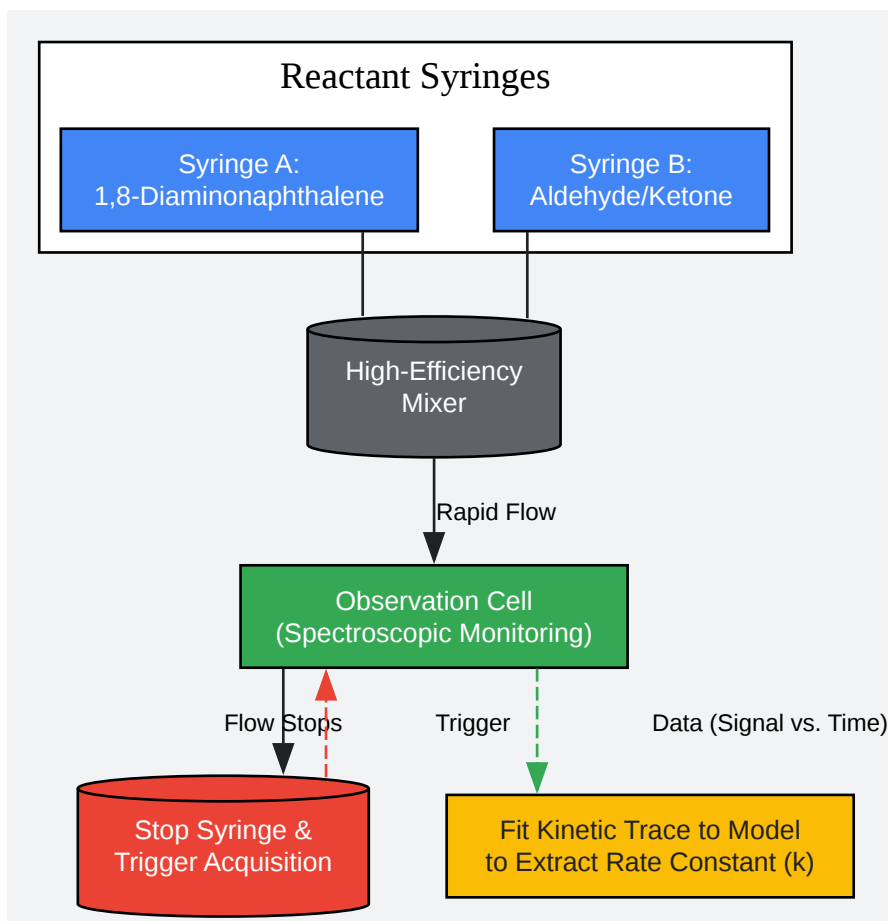 Reactant Syringes
Syringe A:
1,8-Diaminonaphthalene
Syringe B:
Aldehyde/Ketone
High-Efficiency
Mixer
Rapid Flow
Observation Cell
(Spectroscopic Monitoring)
Flow Stops
Trigger
Data (Signal vs. Time)
Stop Syringe &
Trigger Acquisition
Fit Kinetic Trace to Model
to Extract Rate Constant (k)